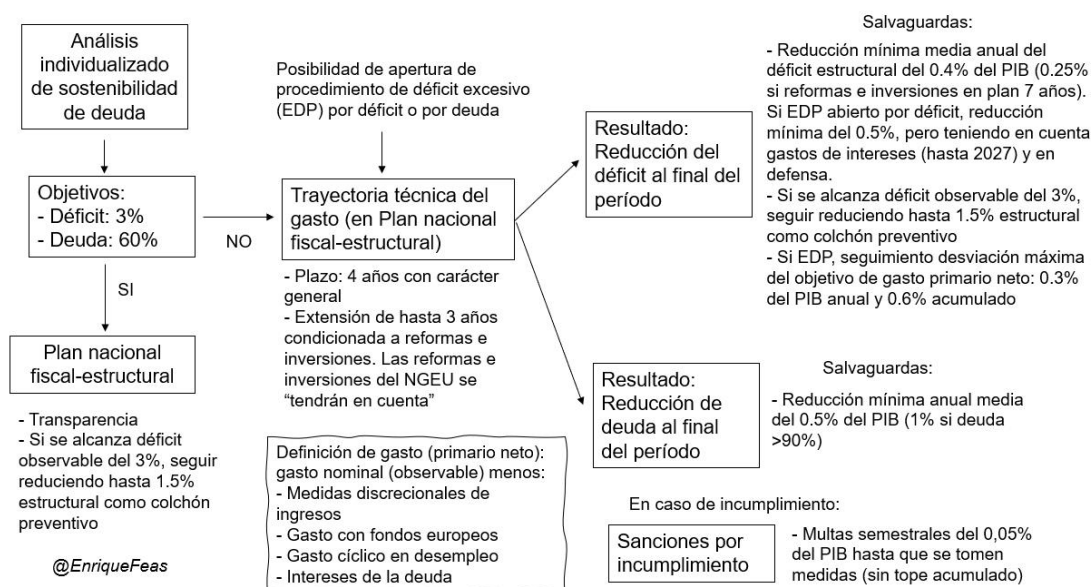 Análisis
individualizado
de sostenibilidad
de deuda
Objetivos:
- Déficit: 3%
- Deuda: 60%
NO
SI
Plan nacional
fiscal-estructural
- Transparencia
- Si se alcanza déficit
observable del 3%, seguir
reduciendo hasta 1.5%
estructural como colchón
preventivo
@EnriqueFeas
Posibilidad de apertura de
procedimiento de déficit excesivo
(EDP) por déficit o por deuda
Trayectoria técnica del
gasto (en Plan nacional
fiscal-estructural)
- Plazo: 4 años con carácter
general
- Extensión de hasta 3 años
condicionada a reformas e
inversiones. Las reformas e
inversiones del NGEU se
“tendrán en cuenta”
Definición de gasto (primario neto):
gasto nominal (observable) menos:
- Medidas discrecionales de
ingresos
- Gasto con fondos europeos
- Gasto cíclico en desempleo
- Intereses de la deuda
Resultado:
Reducción del
déficit al final del
período
Salvaguardas:
- Reducción mínima media anual del
déficit estructural del 0.4% del PIB (0.25%
si reformas e inversiones en plan 7 años).
Si EDP abierto por déficit, reducción
mínima del 0.5%, pero teniendo en cuenta
gastos de intereses (hasta 2027) y en
defensa.
- Si se alcanza déficit observable del 3%,
seguir reduciendo hasta 1.5% estructural
como colchón preventivo
- Si EDP, seguimiento desviación máxima
del objetivo de gasto primario neto: 0.3%
del PIB anual y 0.6% acumulado
Resultado:
Reducción de
deuda al final
del período
Salvaguardas:
- Reducción mínima anual media
del 0.5% del PIB (1% si deuda
>90%)
En caso de incumplimiento:
Sanciones por
incumplimiento
- Multas semestrales del 0,05%
del PIB hasta que se tomen
medidas (sin tope acumulado)